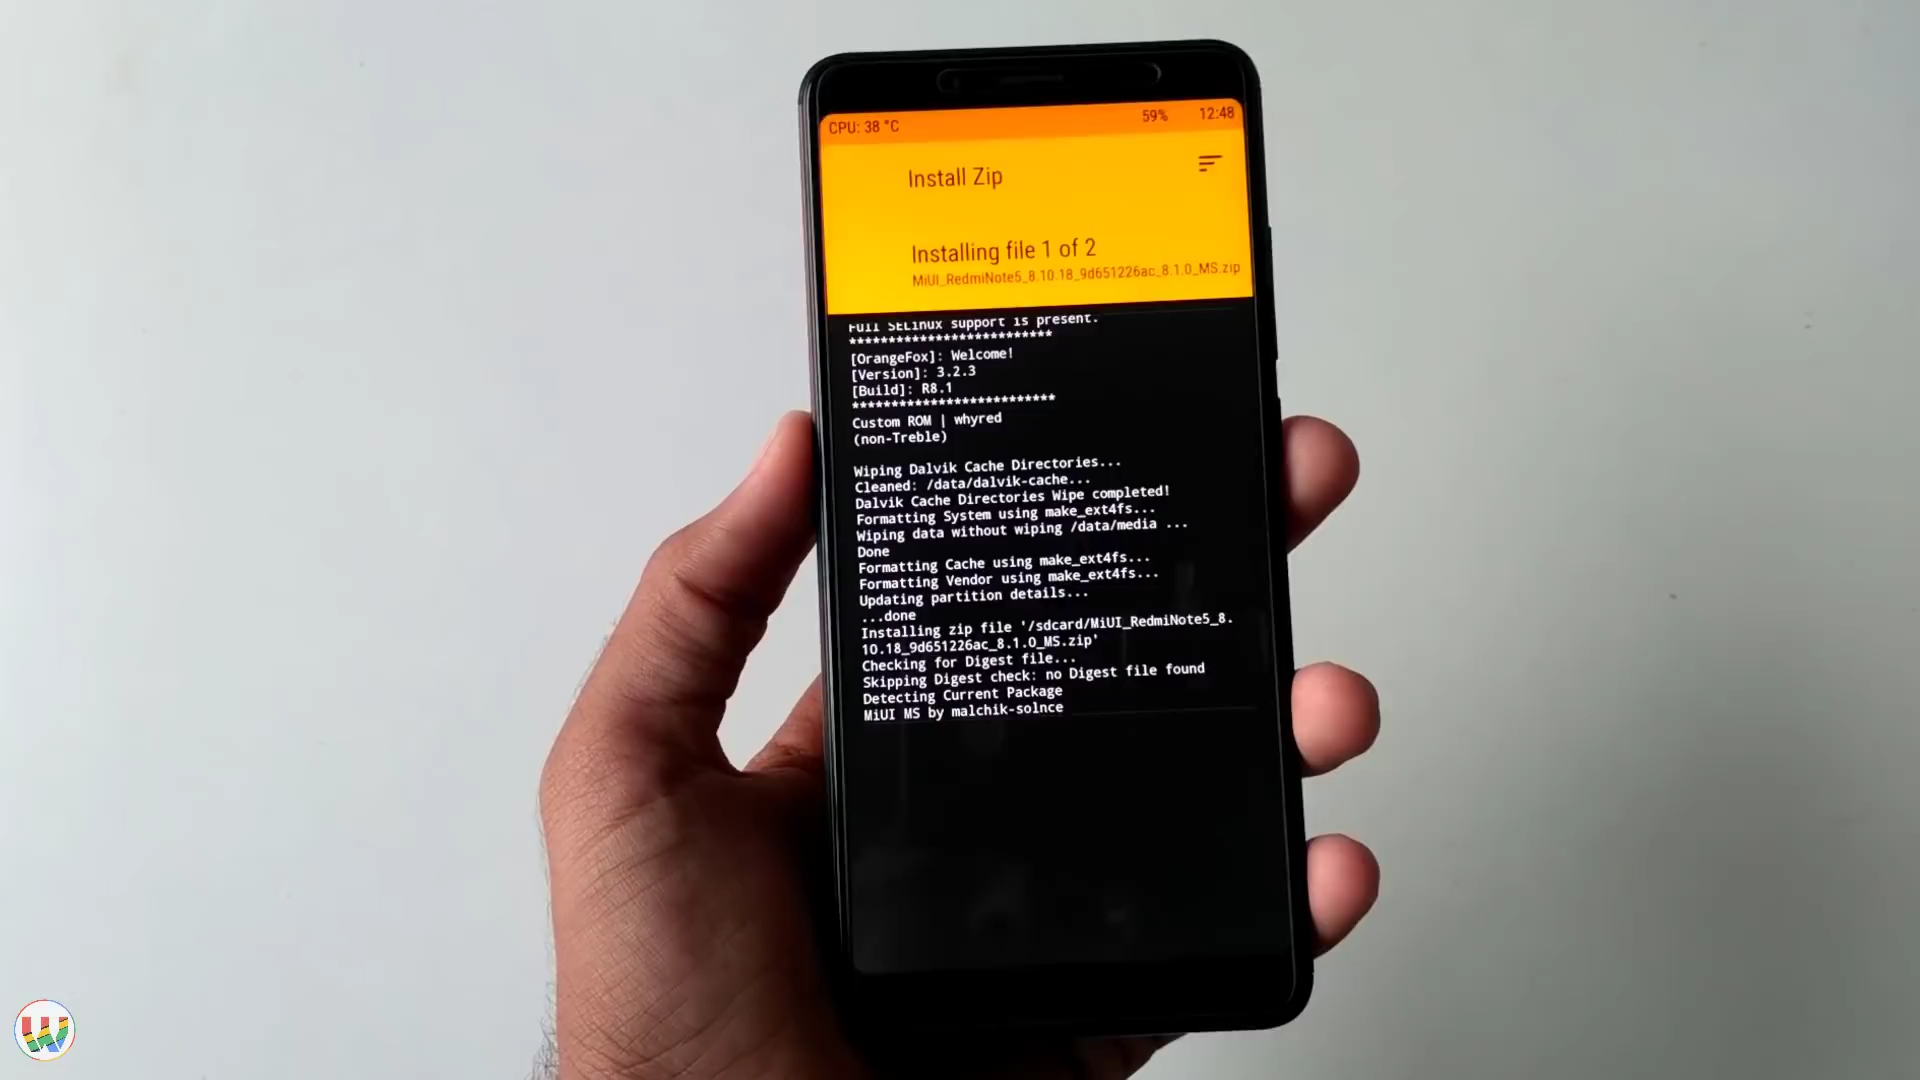 CPU: 38 °C 59% 12:48
Install Zip
Installing file 1 of 2
MiUI_RedmiNote5_8.10.18_9d651226ac_8.1.0_MS.zip
Full SELinux support is present.
**************************
[OrangeFox]: Welcome!
[Version]: 3.2.3
[Build]: R8.1
**************************
Custom ROM | whyred
(non-Treble)
Wiping Dalvik Cache Directories...
Cleaned: /data/dalvik-cache...
Dalvik Cache Directories Wipe completed!
Formatting System using make_ext4fs...
Wiping data without wiping /data/media ...
Done
Formatting Cache using make_ext4fs...
Formatting Vendor using make_ext4fs...
Updating partition details...
...done
Installing zip file '/sdcard/MiUI_RedmiNote5_8.
10.18_9d651226ac_8.1.0_MS.zip'
Checking for Digest file...
Skipping Digest check: no Digest file found
Detecting Current Package
MiUI MS by malchik-solnce
W